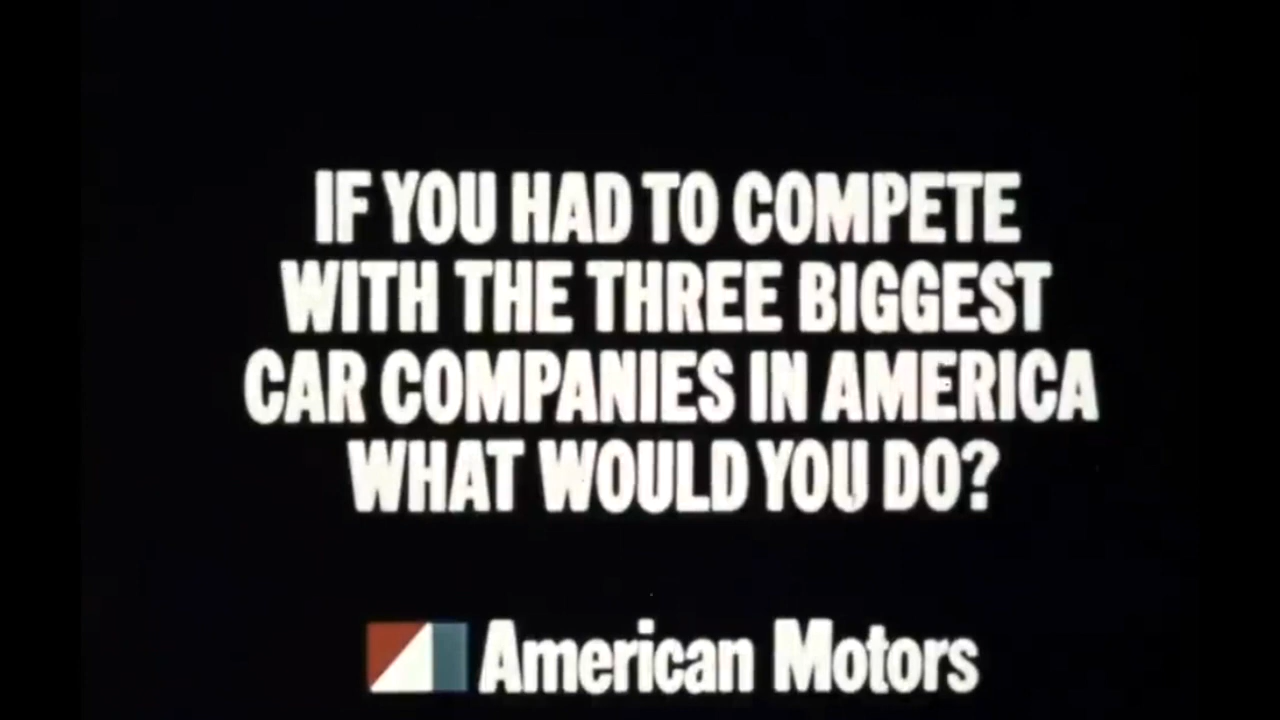 IF YOU HAD TO COMPETE
WITH THE THREE BIGGEST
CAR COMPANIES IN AMERICA
WHAT WOULD YOU DO?
American Motors